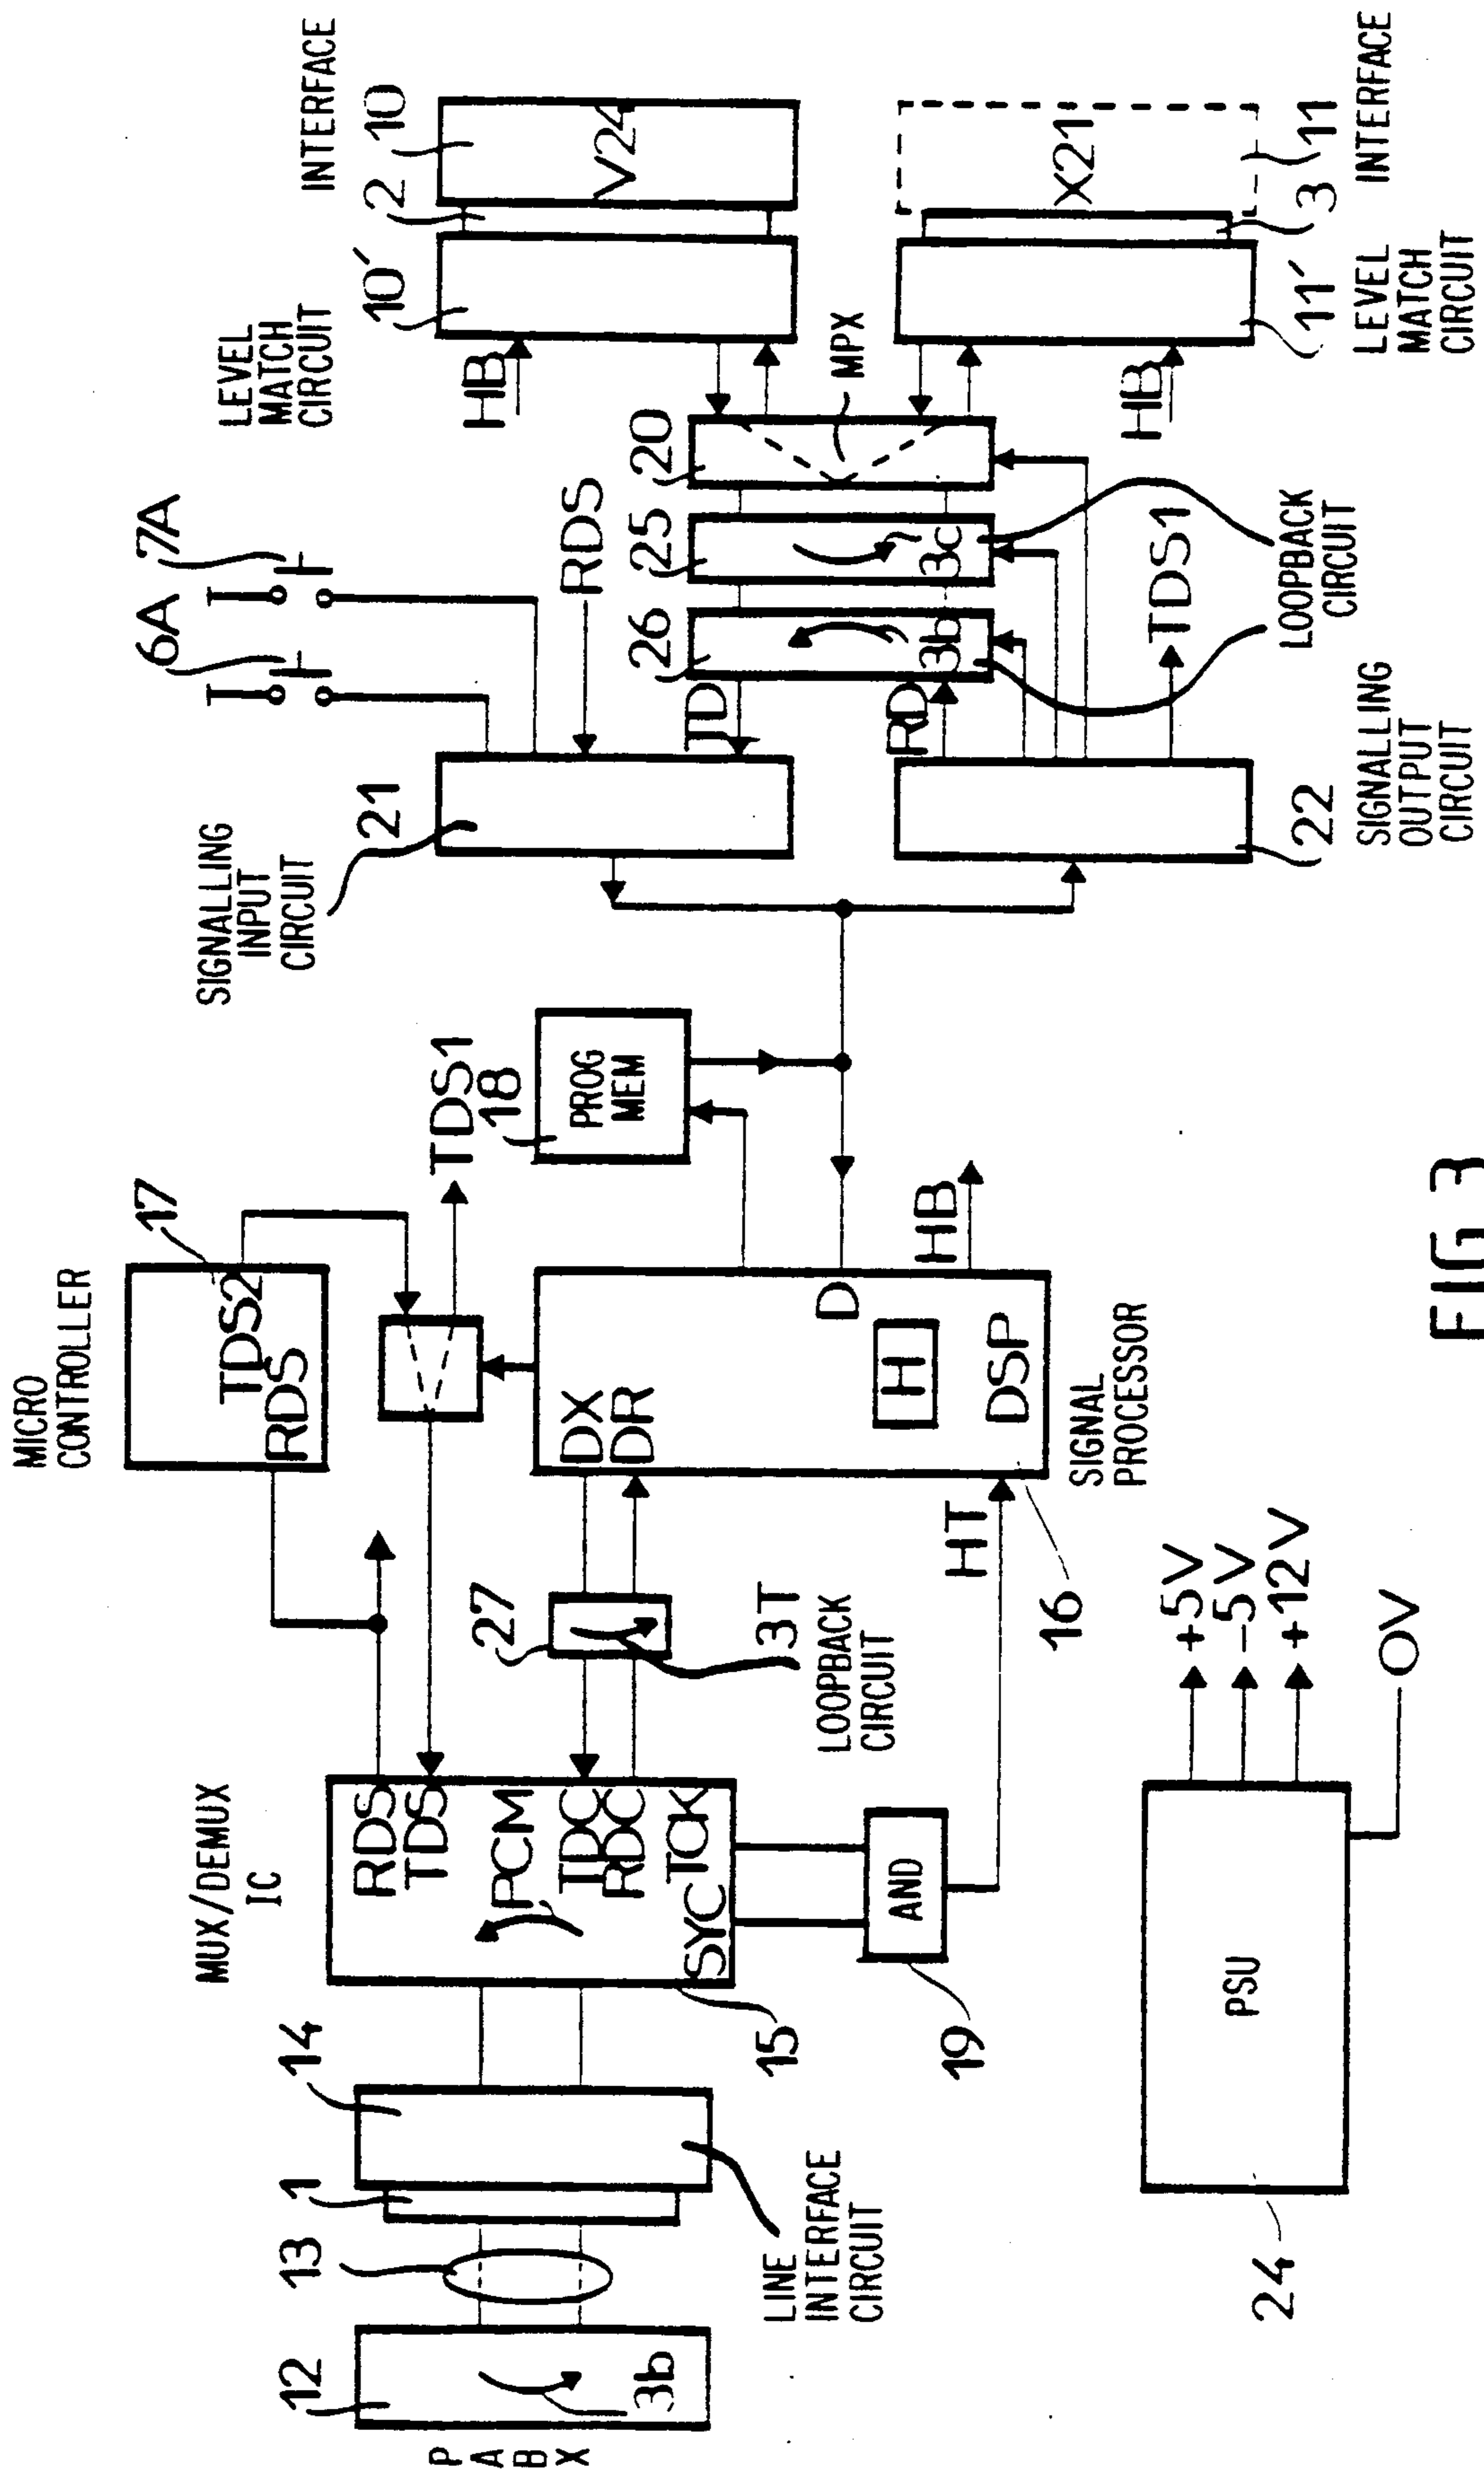 MICRO
CONTROLLER
17
TDS2
RDS
MUX/DEMUX
IC
RDS
TDS
PCM
TDC
RDC
SYC
TCK
15
PABX
12
3b
13
1
14
LINE
INTERFACE
CIRCUIT
27
3T
LOOPBACK
CIRCUIT
AND
19
HT
DX
DR
D
H
DSP
16
SIGNAL
PROCESSOR
HB
TDS1
18
PROG
MEM
SIGNALLING
INPUT
CIRCUIT
21
6A
7A
RDS
TD
RD
26
3b
25
3c
20
MPX
LOOPBACK
CIRCUIT
TDS1
22
SIGNALLING
OUTPUT
CIRCUIT
LEVEL
MATCH
CIRCUIT
HB
10'
2
10
INTERFACE
V24
HB
11'
LEVEL
MATCH
CIRCUIT
3
X21
11
INTERFACE
PSU
24
+5V
-5V
+12V
0V
FIG 3